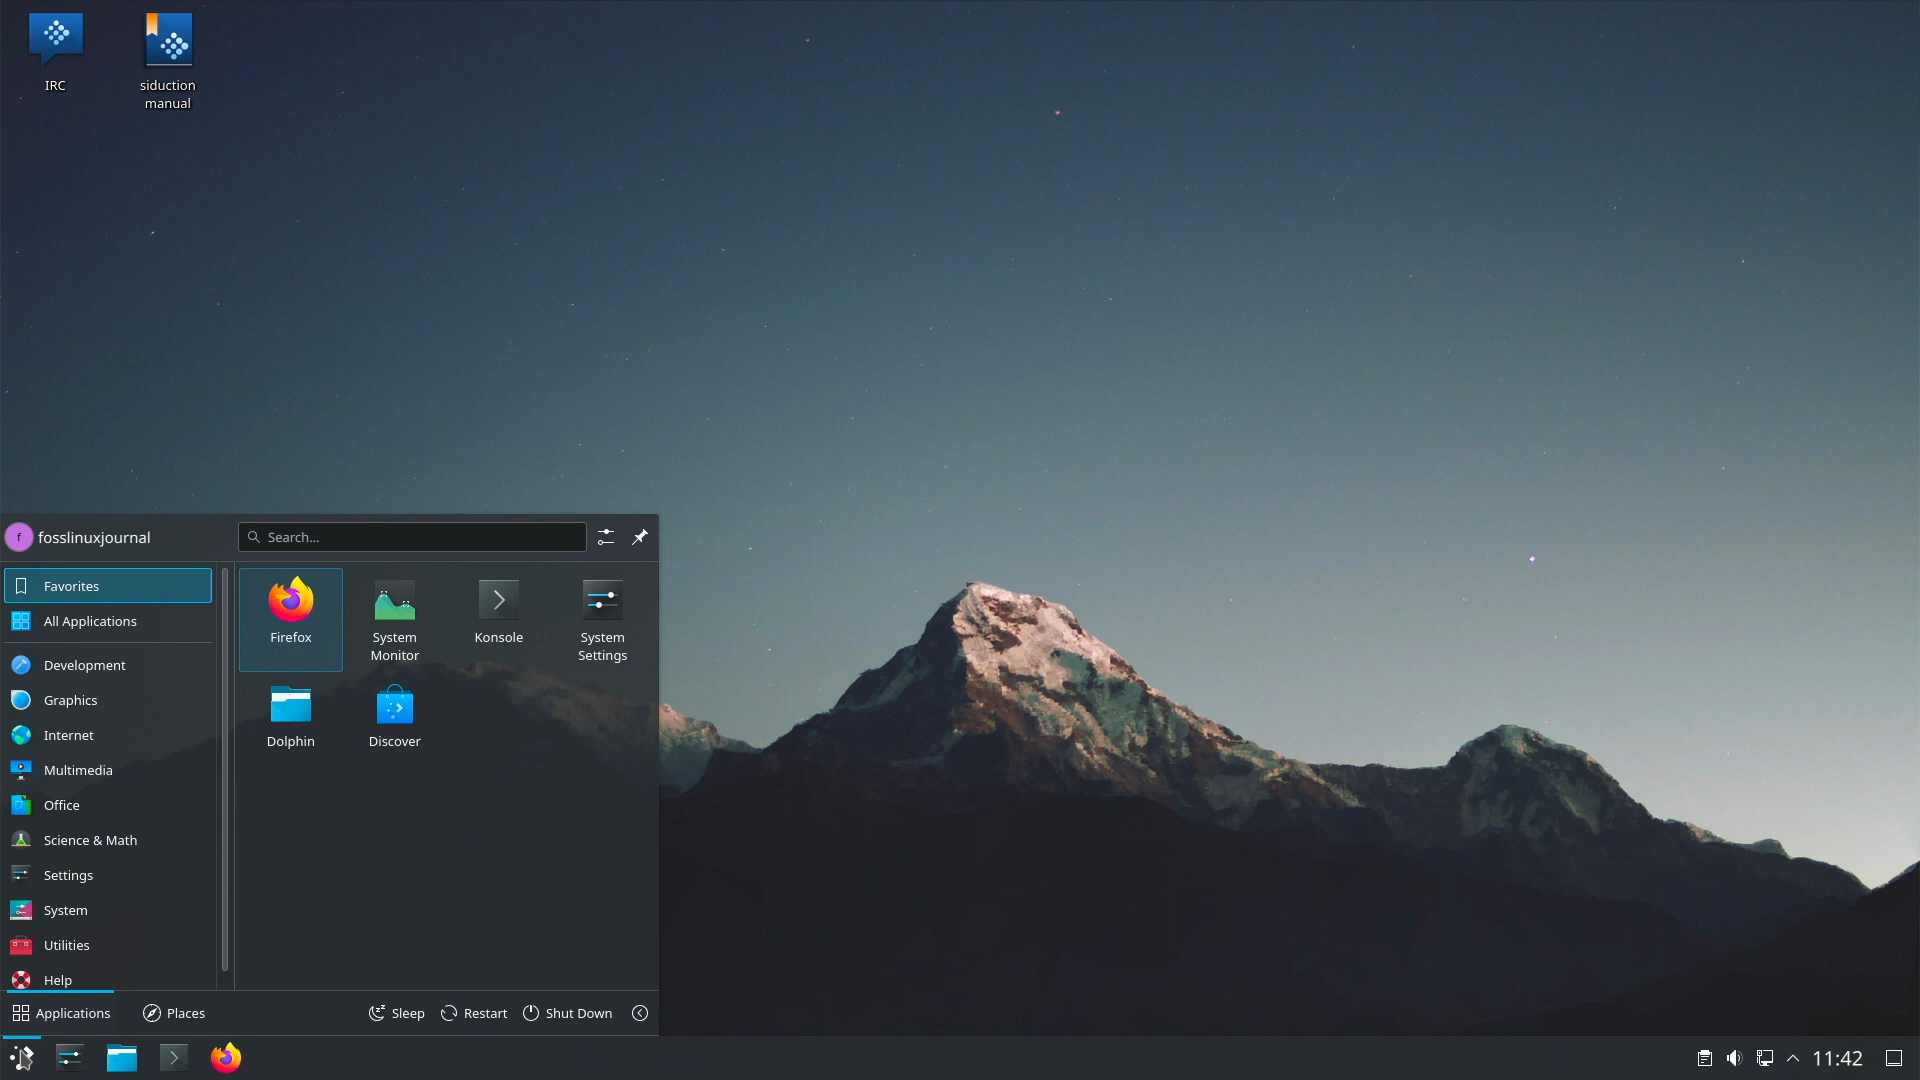 IRC
siduction
manual
f
fosslinuxjournal
Search...
Favorites
All Applications
Development
Graphics
Internet
Multimedia
Office
Science & Math
Settings
System
Utilities
Help
Firefox
System
Monitor
Konsole
System
Settings
Dolphin
Discover
Applications
Places
Sleep
Restart
Shut Down
11:42